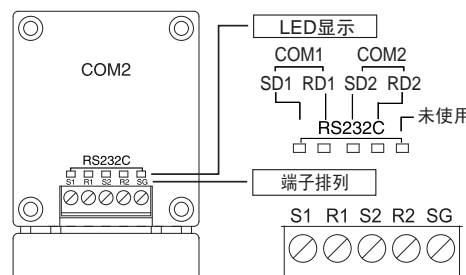 COM2
RS232C
S1 R1 S2 R2 SG
LED显示
COM1 COM2
SD1 RD1 SD2 RD2
RS232C
未使用
端子排列
S1 R1 S2 R2 SG